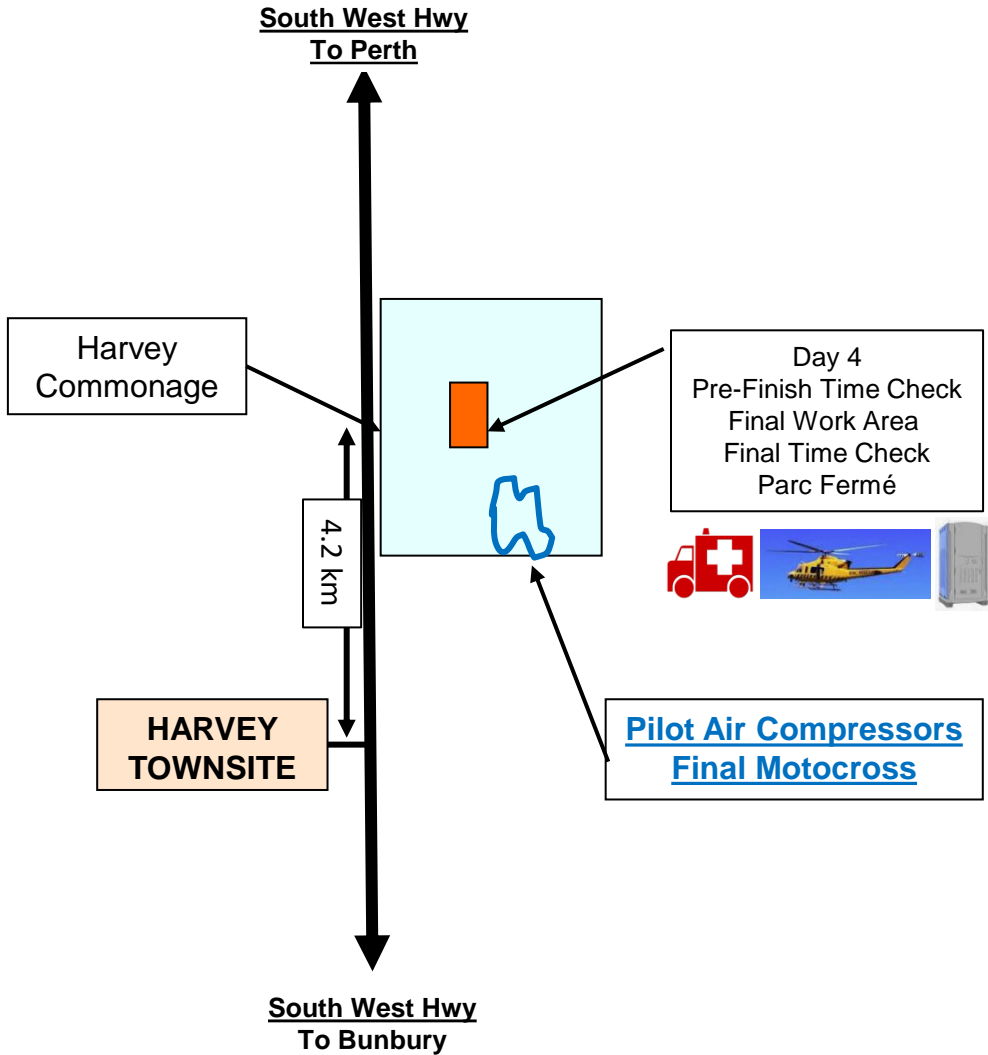 South West Hwy
To Perth
Harvey
Commonage
Day 4
Pre-Finish Time Check
Final Work Area
Final Time Check
Parc Fermé
4.2 km
HARVEY
TOWNSITE
Pilot Air Compressors
Final Motocross
South West Hwy
To Bunbury